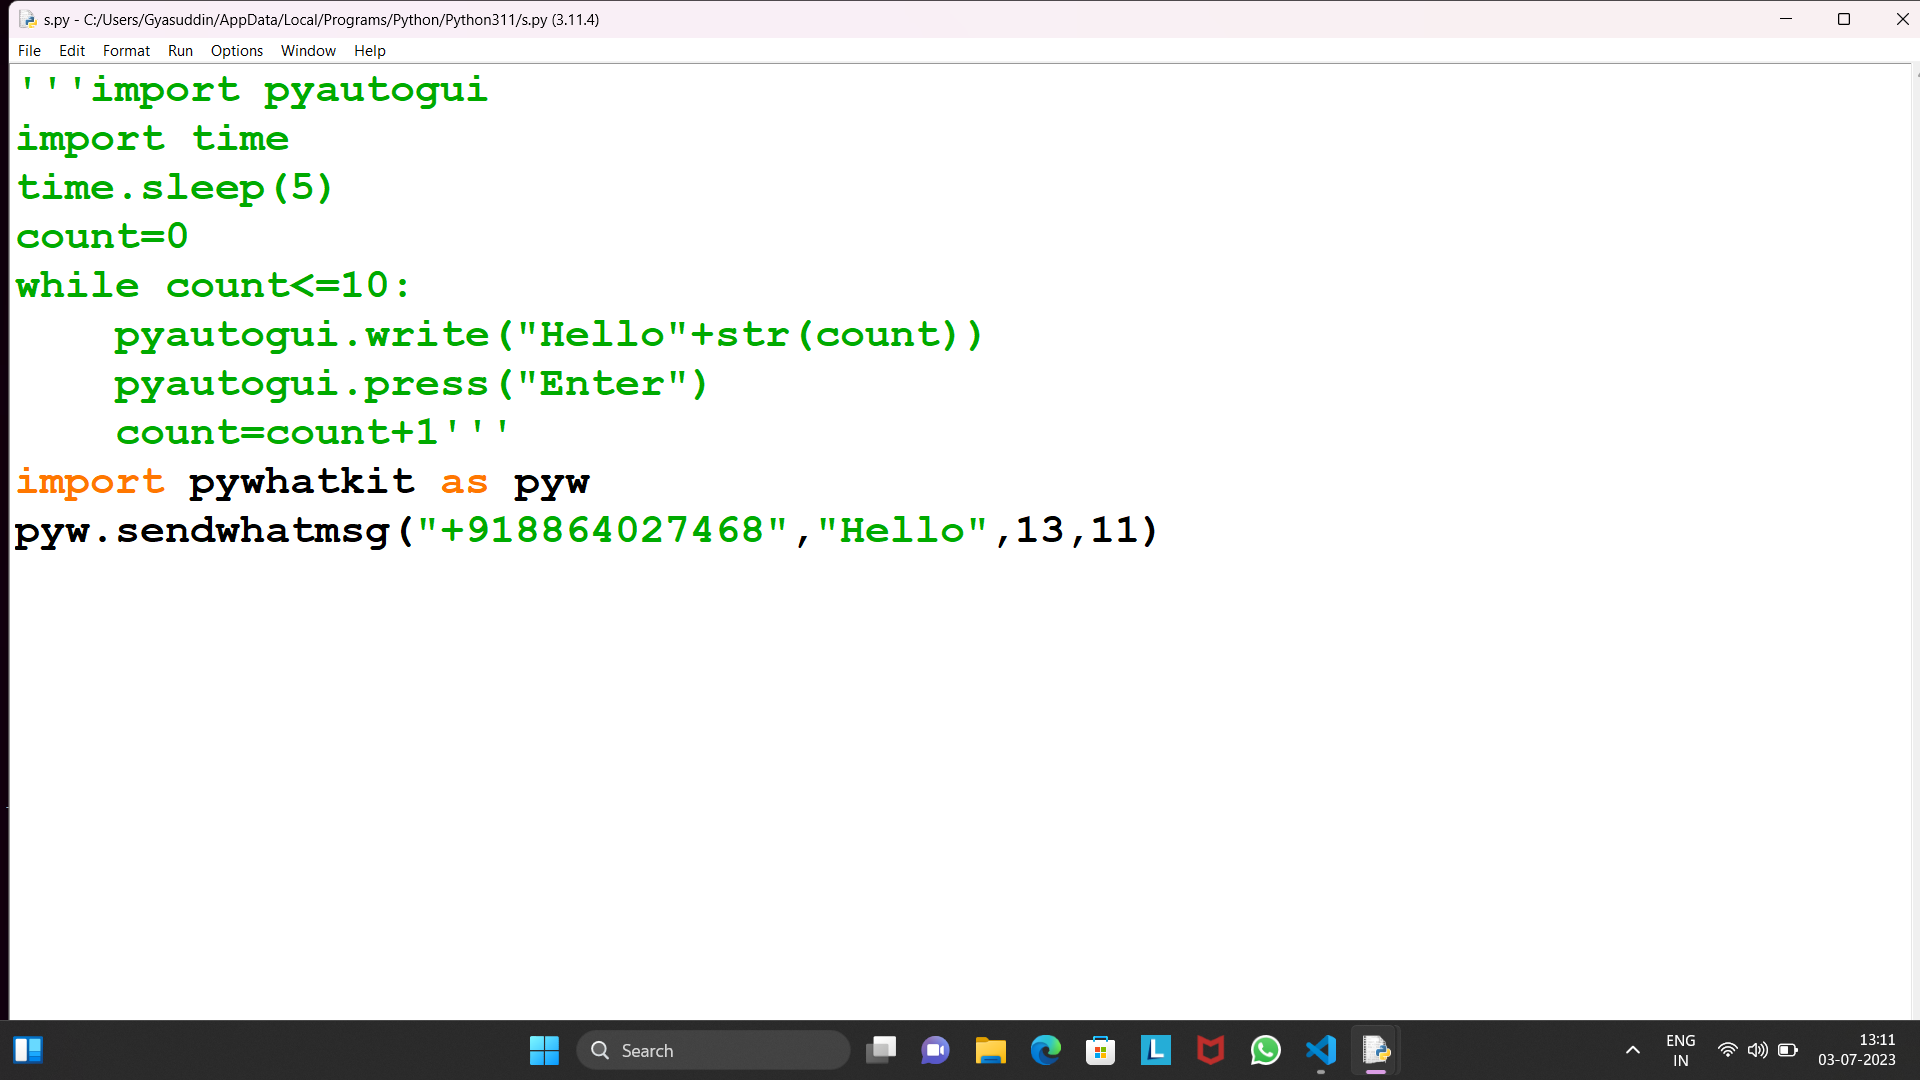 s.py - C:/Users/Gyasuddin/AppData/Local/Programs/Python/Python311/s.py (3.11.4)
File Edit Format Run Options Window Help
'''import pyautogui
import time
time.sleep(5)
count=0
while count<=10:
    pyautogui.write("Hello"+str(count))
    pyautogui.press("Enter")
    count=count+1'''
import pywhatkit as pyw
pyw.sendwhatmsg("+918864027468","Hello",13,11)
Search
L
ENG
IN
13:11
03-07-2023